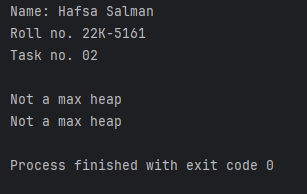 Name: Hafsa Salman
Roll no. 22K-5161
Task no. 02
Not a max heap
Not a max heap
Process finished with exit code 0